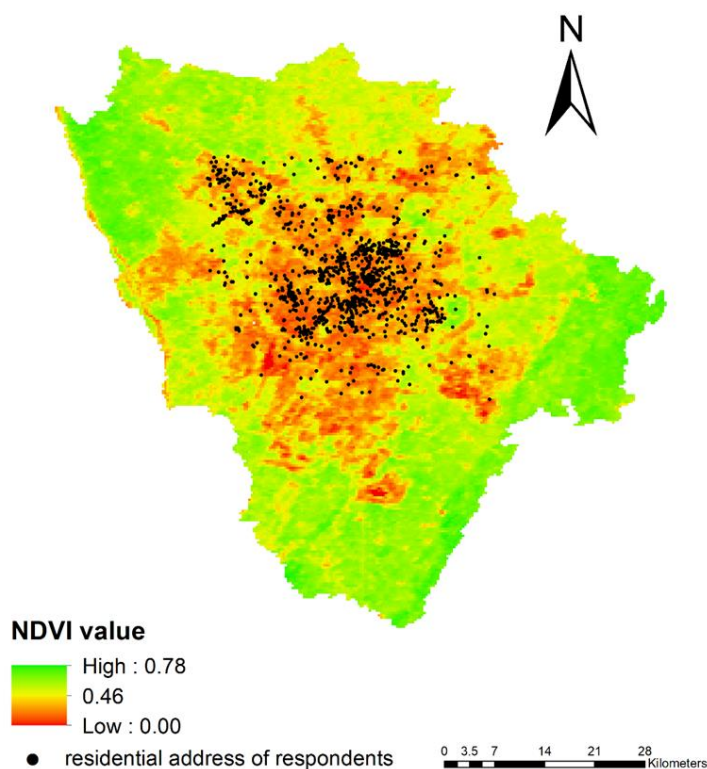 N
NDVI value
High : 0.78
0.46
Low : 0.00
residential address of respondents
0 3.5 7 14 21 28
Kilometers